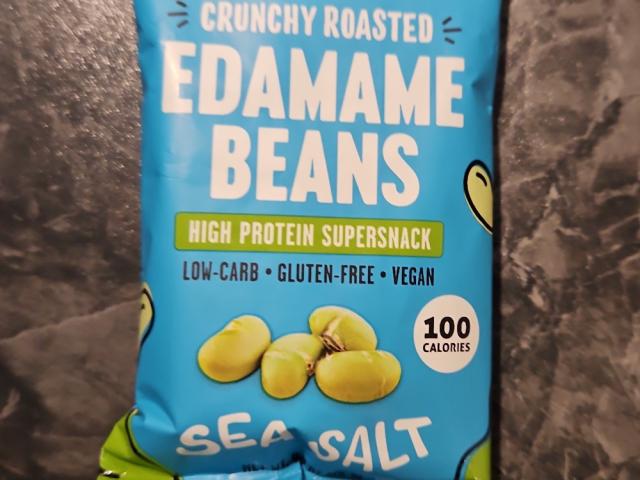 CRUNCHY ROASTED
EDAMAME
BEANS
HIGH PROTEIN SUPERSNACK
LOW-CARB • GLUTEN-FREE • VEGAN
100
CALORIES
SEA SALT